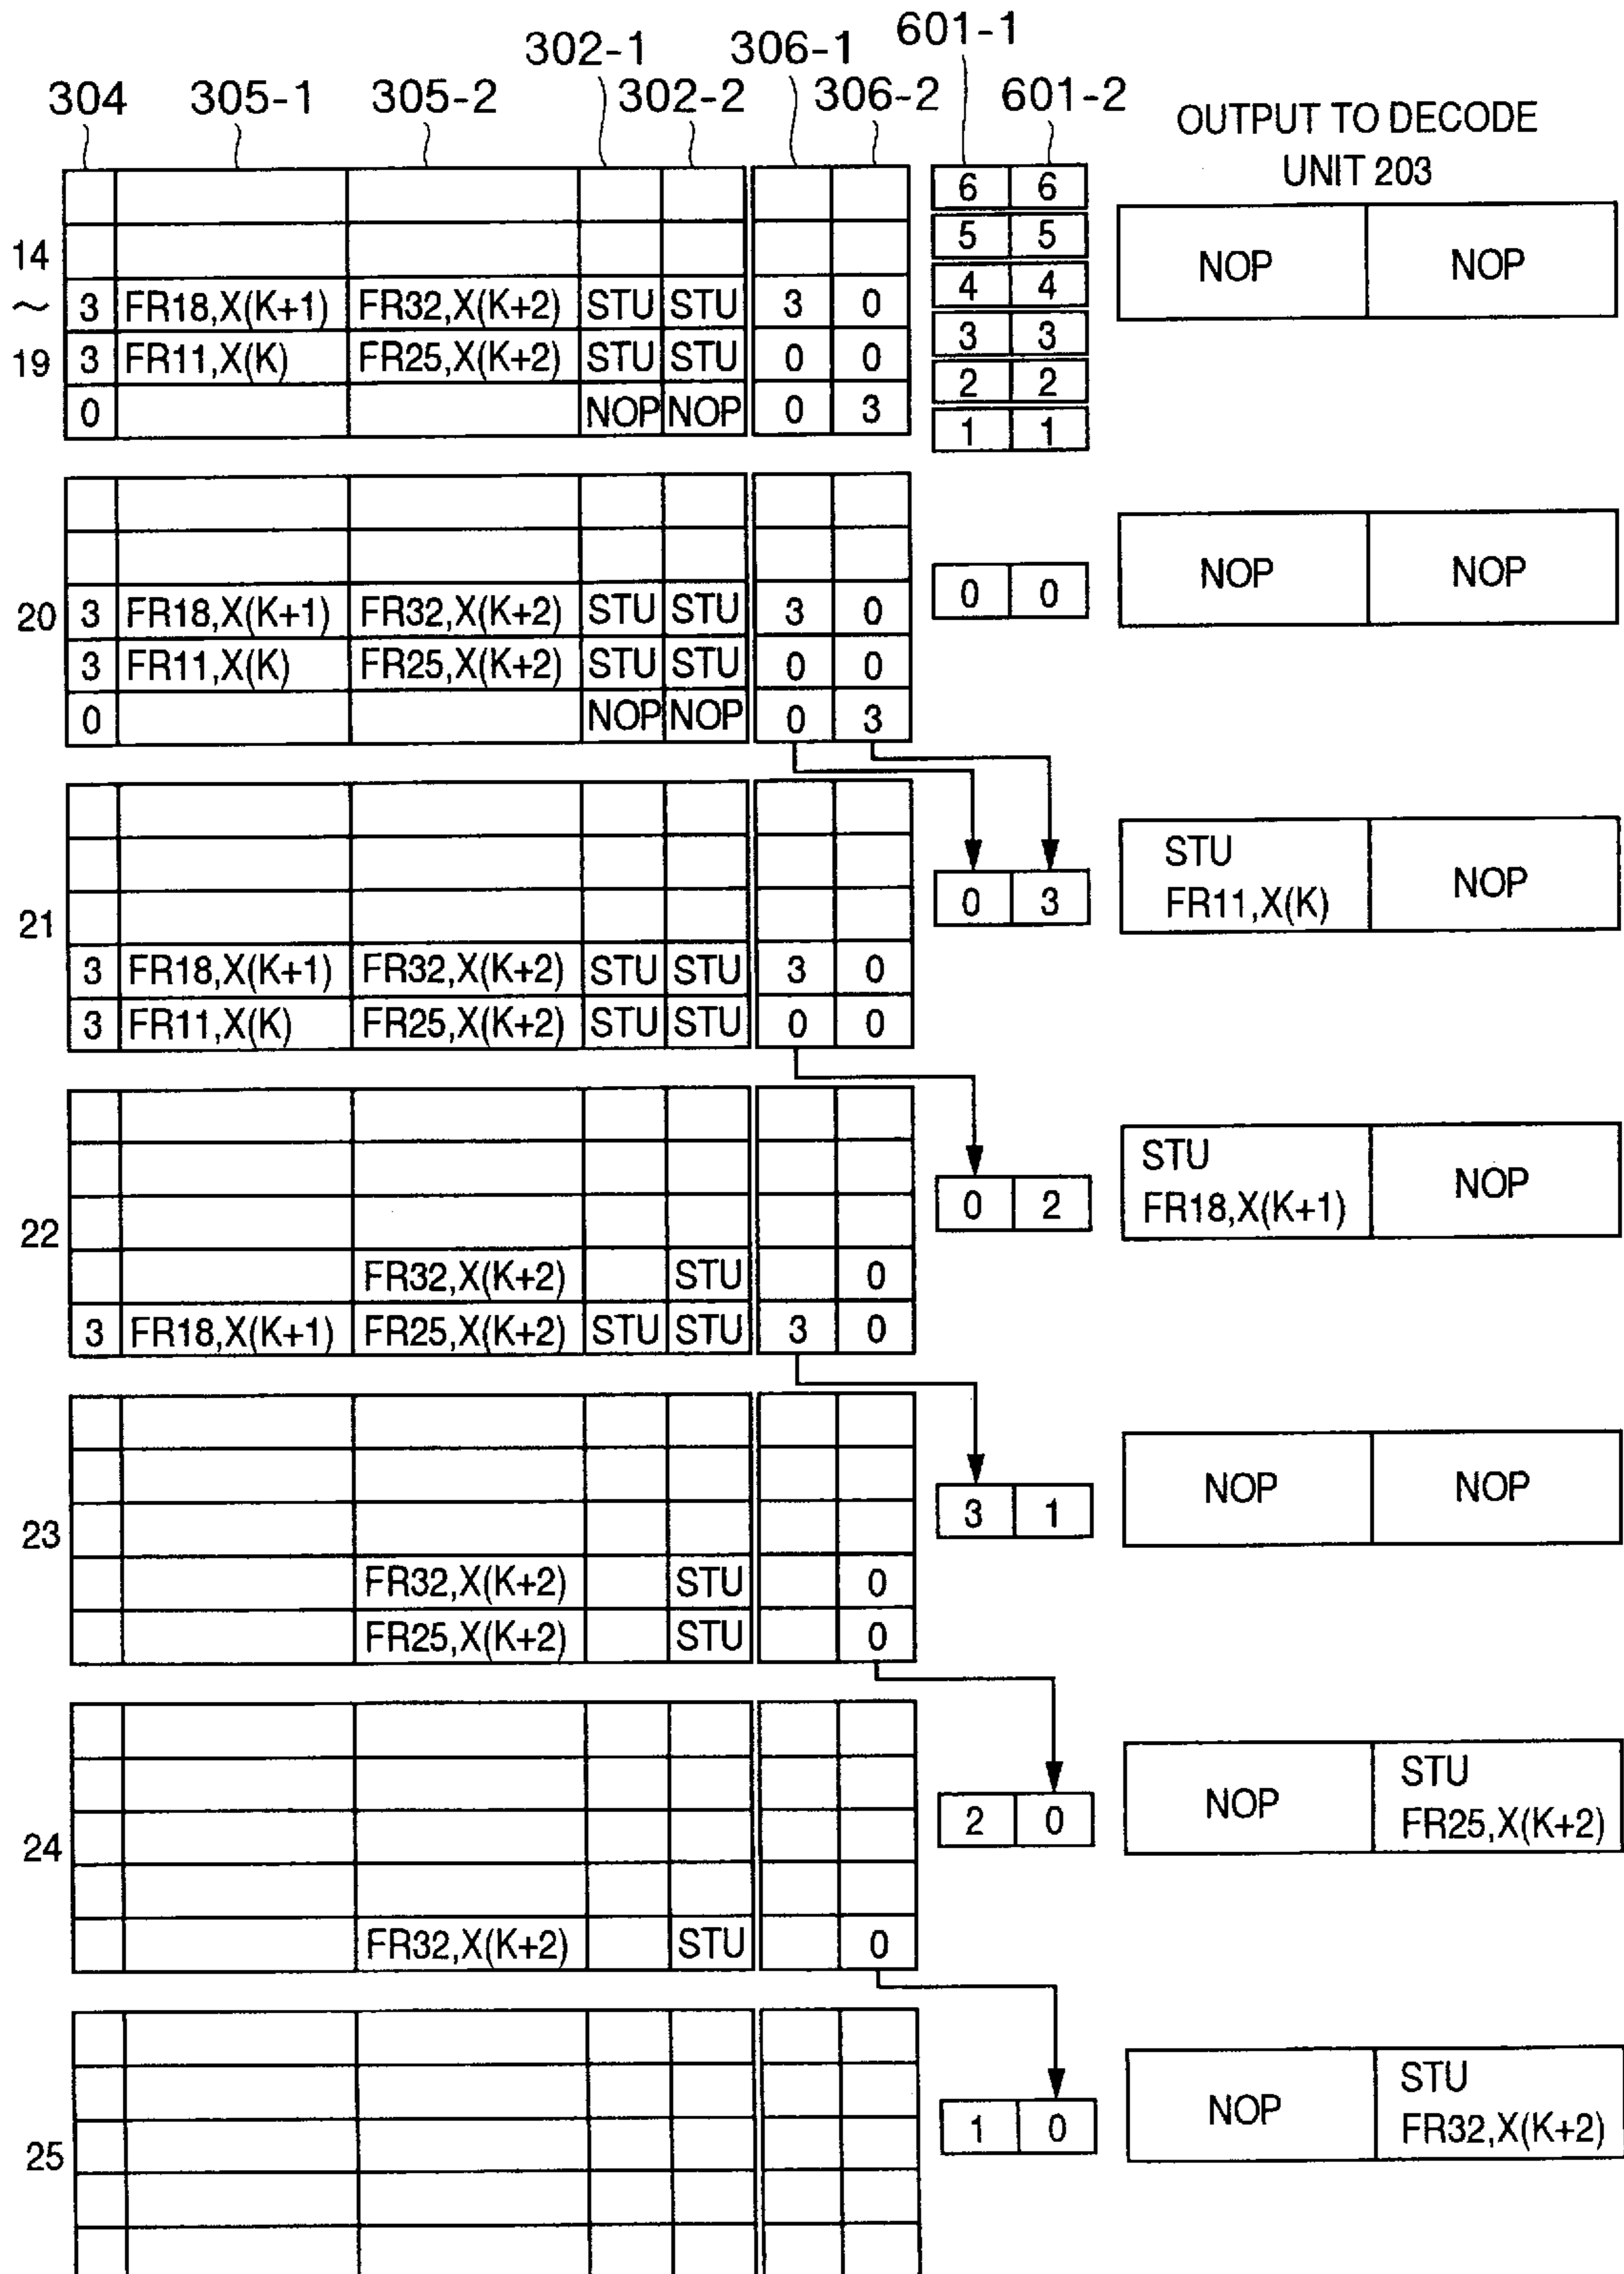 304 305-1 305-2 302-1 302-2 306-1 306-2 601-1 601-2
OUTPUT TO DECODE
UNIT 203
14
~
19
3 FR18,X(K+1) FR32,X(K+2) STU STU 3 0
3 FR11,X(K) FR25,X(K+2) STU STU 0 0
0 NOP NOP 0 3
6 6
5 5
4 4
3 3
2 2
1 1
NOP NOP
20
3 FR18,X(K+1) FR32,X(K+2) STU STU 3 0
3 FR11,X(K) FR25,X(K+2) STU STU 0 0
0 NOP NOP 0 3
0 0
NOP NOP
21
3 FR18,X(K+1) FR32,X(K+2) STU STU 3 0
3 FR11,X(K) FR25,X(K+2) STU STU 0 0
0 3
STU
FR11,X(K)
NOP
22
FR32,X(K+2) STU 0
3 FR18,X(K+1) FR25,X(K+2) STU STU 3 0
0 2
STU
FR18,X(K+1)
NOP
23
FR32,X(K+2) STU 0
FR25,X(K+2) STU 0
3 1
NOP NOP
24
FR32,X(K+2) STU 0
2 0
NOP
STU
FR25,X(K+2)
25
1 0
NOP
STU
FR32,X(K+2)